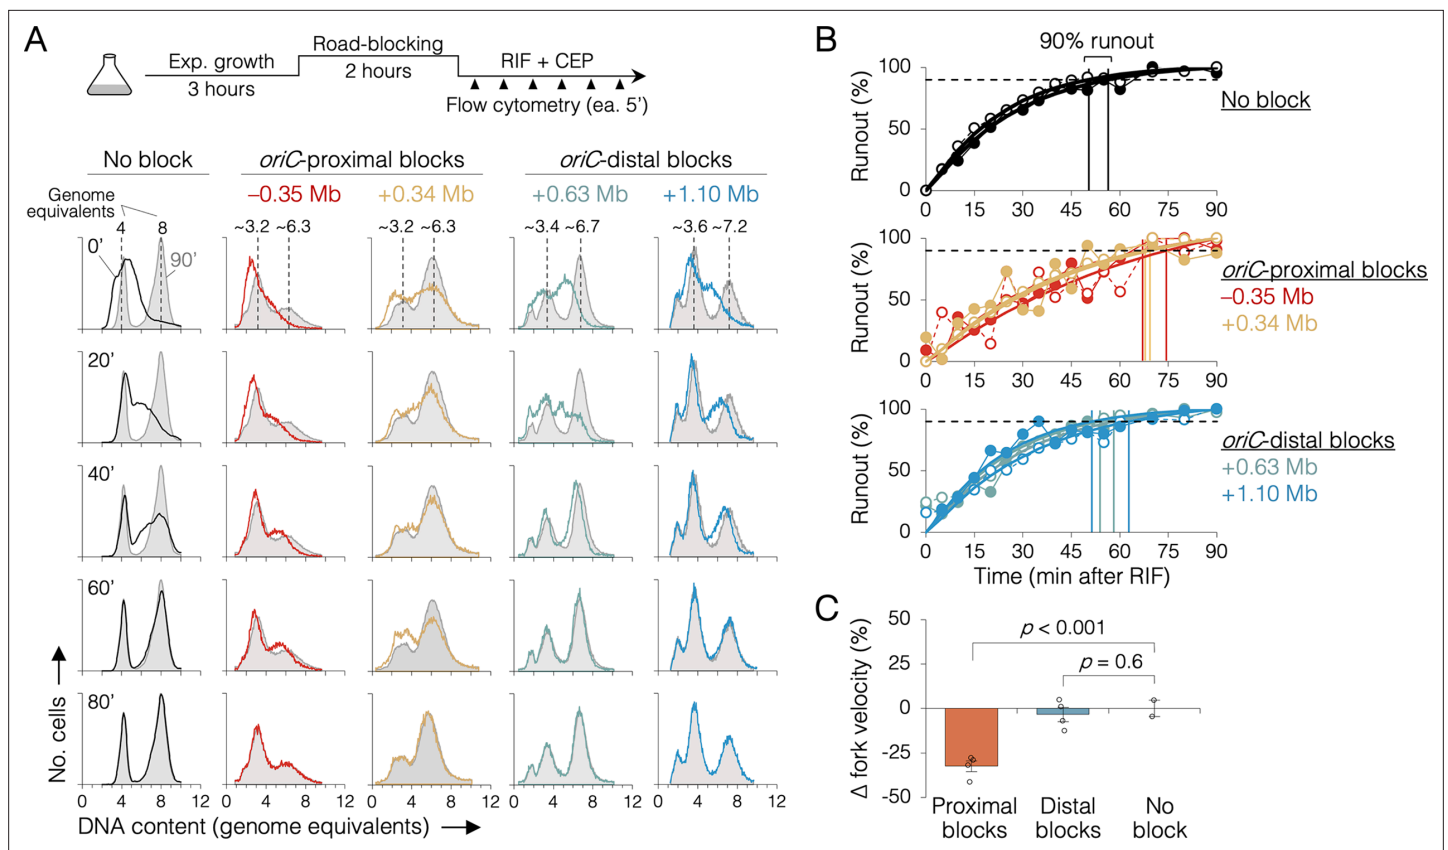 A
Exp. growth
3 hours
Road-blocking
2 hours
RIF + CEP
Flow cytometry (ea. 5')
No block
oriC-proximal blocks
oriC-distal blocks
–0.35 Mb
+0.34 Mb
+0.63 Mb
+1.10 Mb
Genome
equivalents
4
8
0'
90'
~3.2
~6.3
~3.2
~6.3
~3.4
~6.7
~3.6
~7.2
20'
40'
60'
80'
No. cells
0 4 8 12
0 4 8 12
0 4 8 12
0 4 8 12
0 4 8 12
DNA content (genome equivalents)
B
90% runout
Runout (%)
100
50
0
0 15 30 45 60 75 90
No block
Runout (%)
100
50
0
0 15 30 45 60 75 90
oriC-proximal blocks
–0.35 Mb
+0.34 Mb
Runout (%)
100
50
0
0 15 30 45 60 75 90
oriC-distal blocks
+0.63 Mb
+1.10 Mb
Time (min after RIF)
C
Δ fork velocity (%)
50
25
0
-25
-50
p < 0.001
p = 0.6
Proximal
blocks
Distal
blocks
No
block